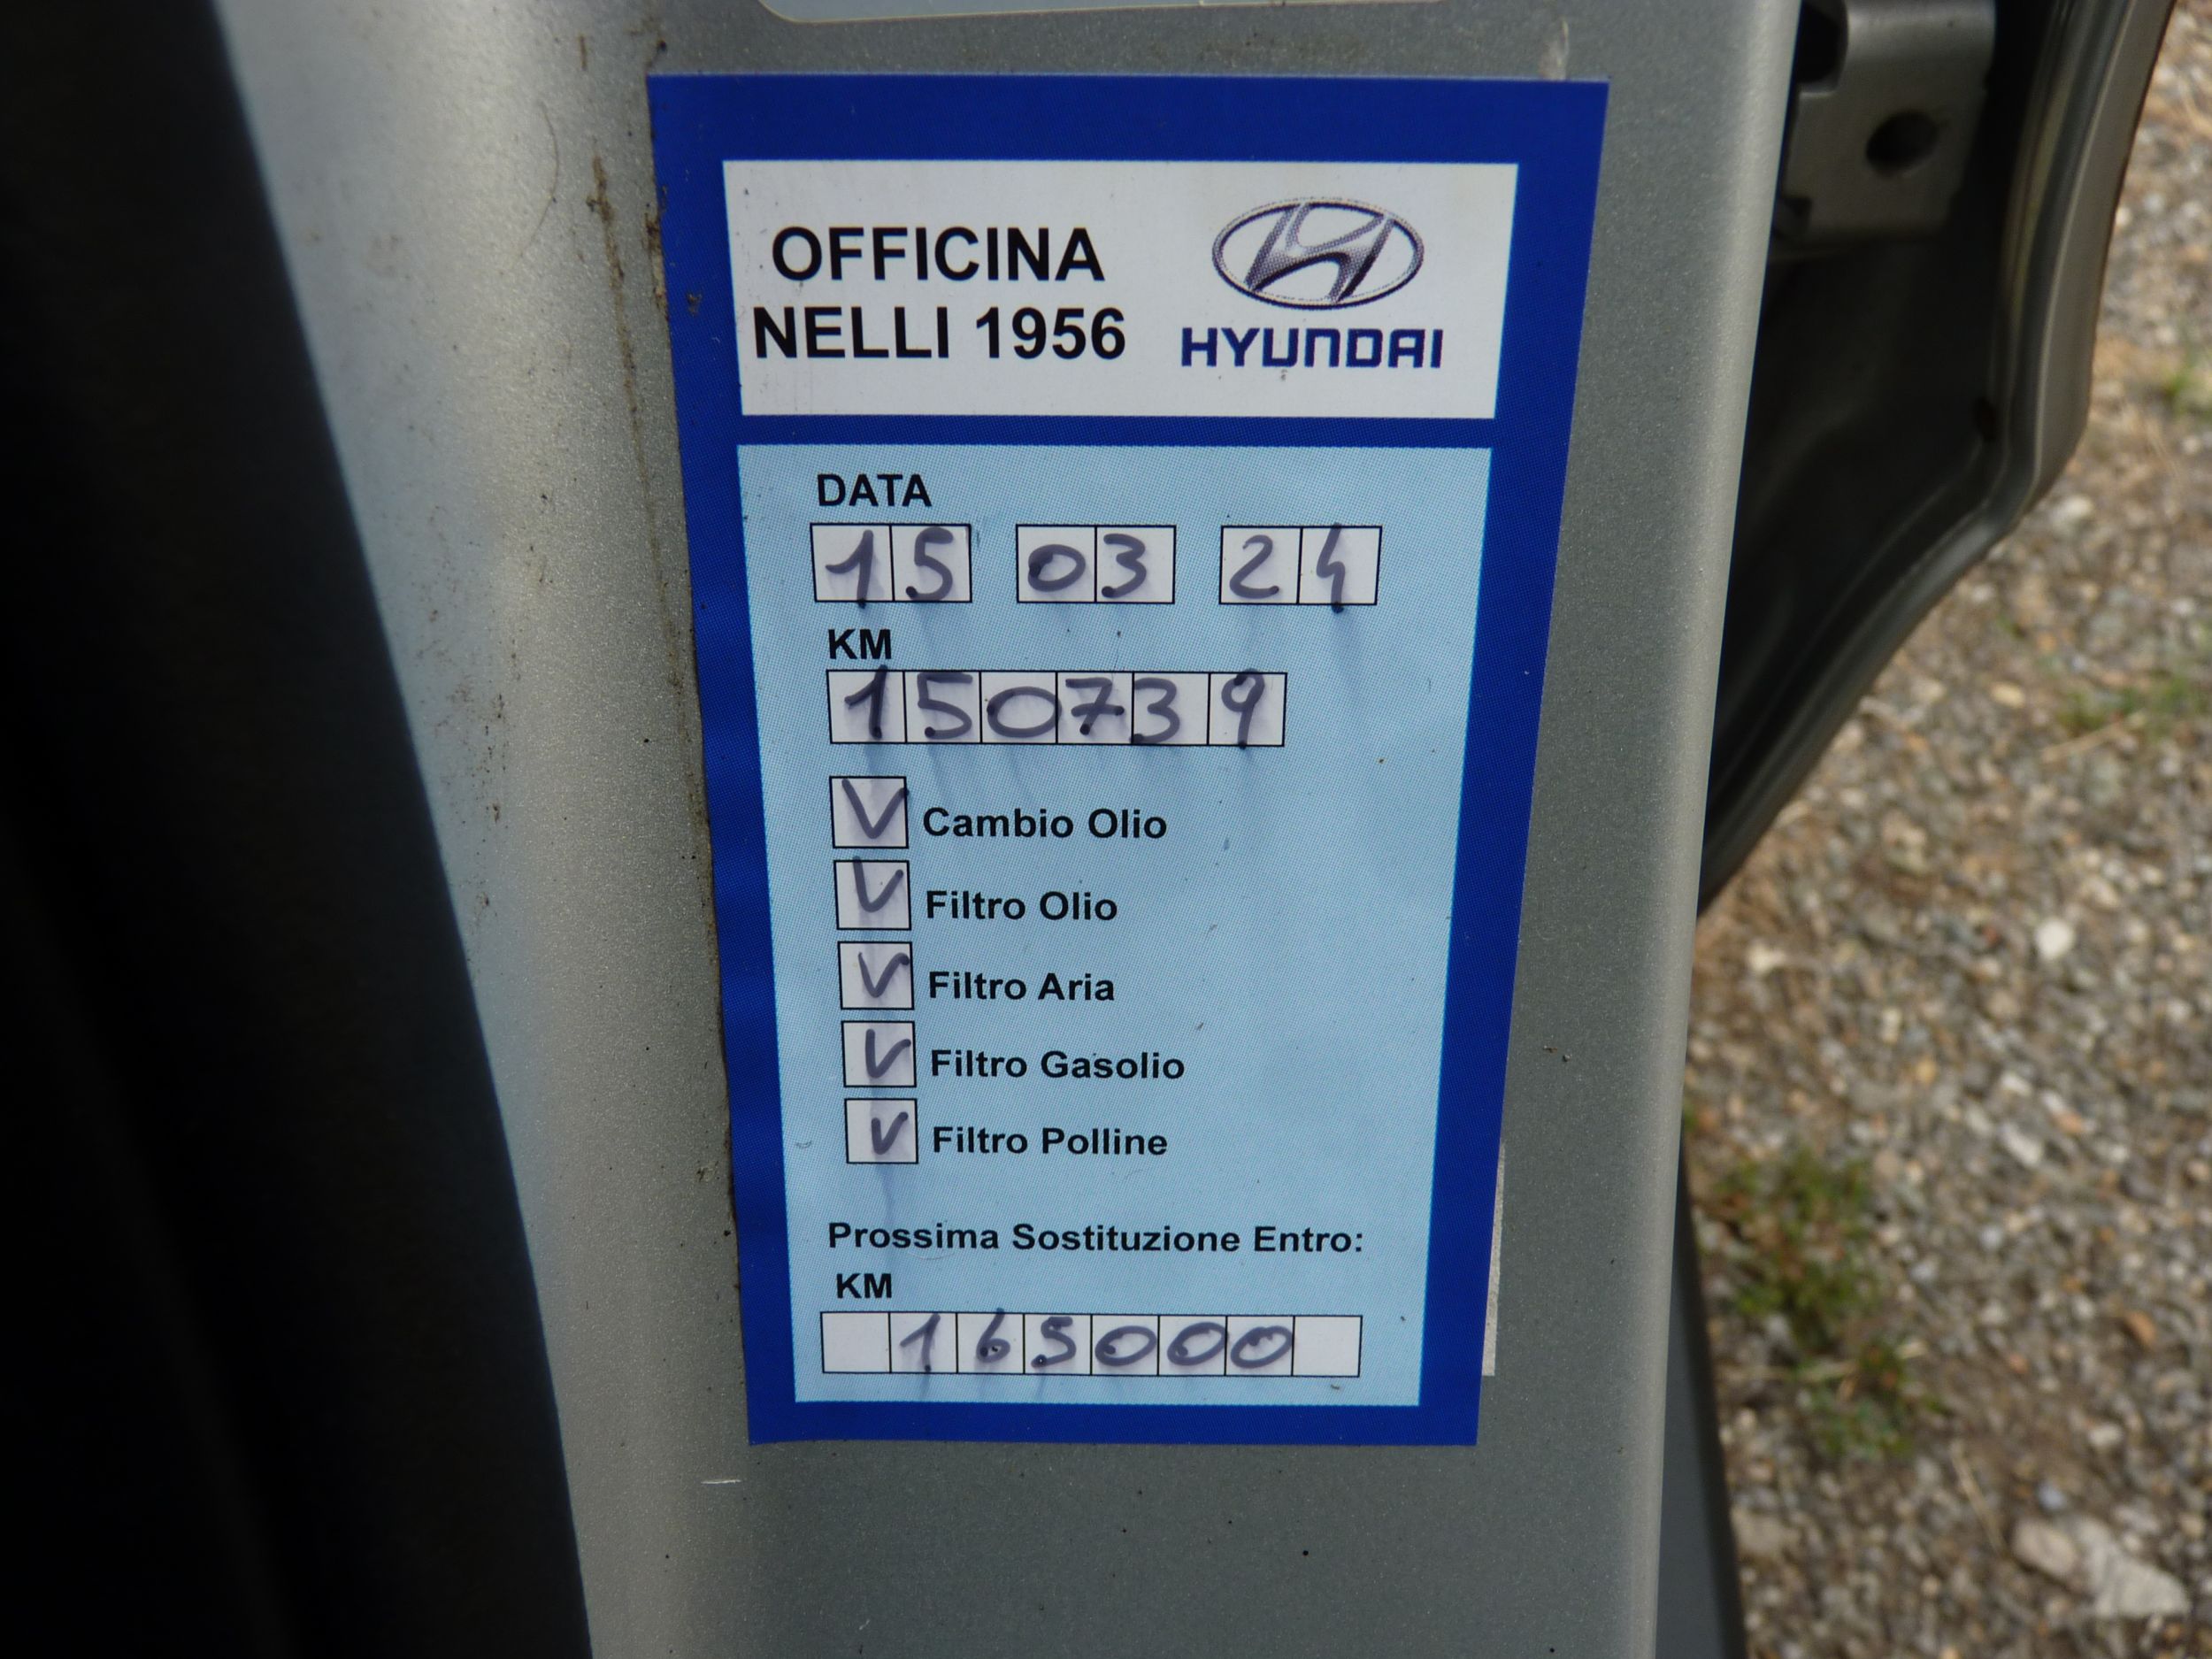 OFFICINA
NELLI 1956
HYUNDAI
DATA
15 03 24
KM
150739
V Cambio Olio
V Filtro Olio
V Filtro Aria
V Filtro Gasolio
V Filtro Polline
Prossima Sostituzione Entro:
KM
165000